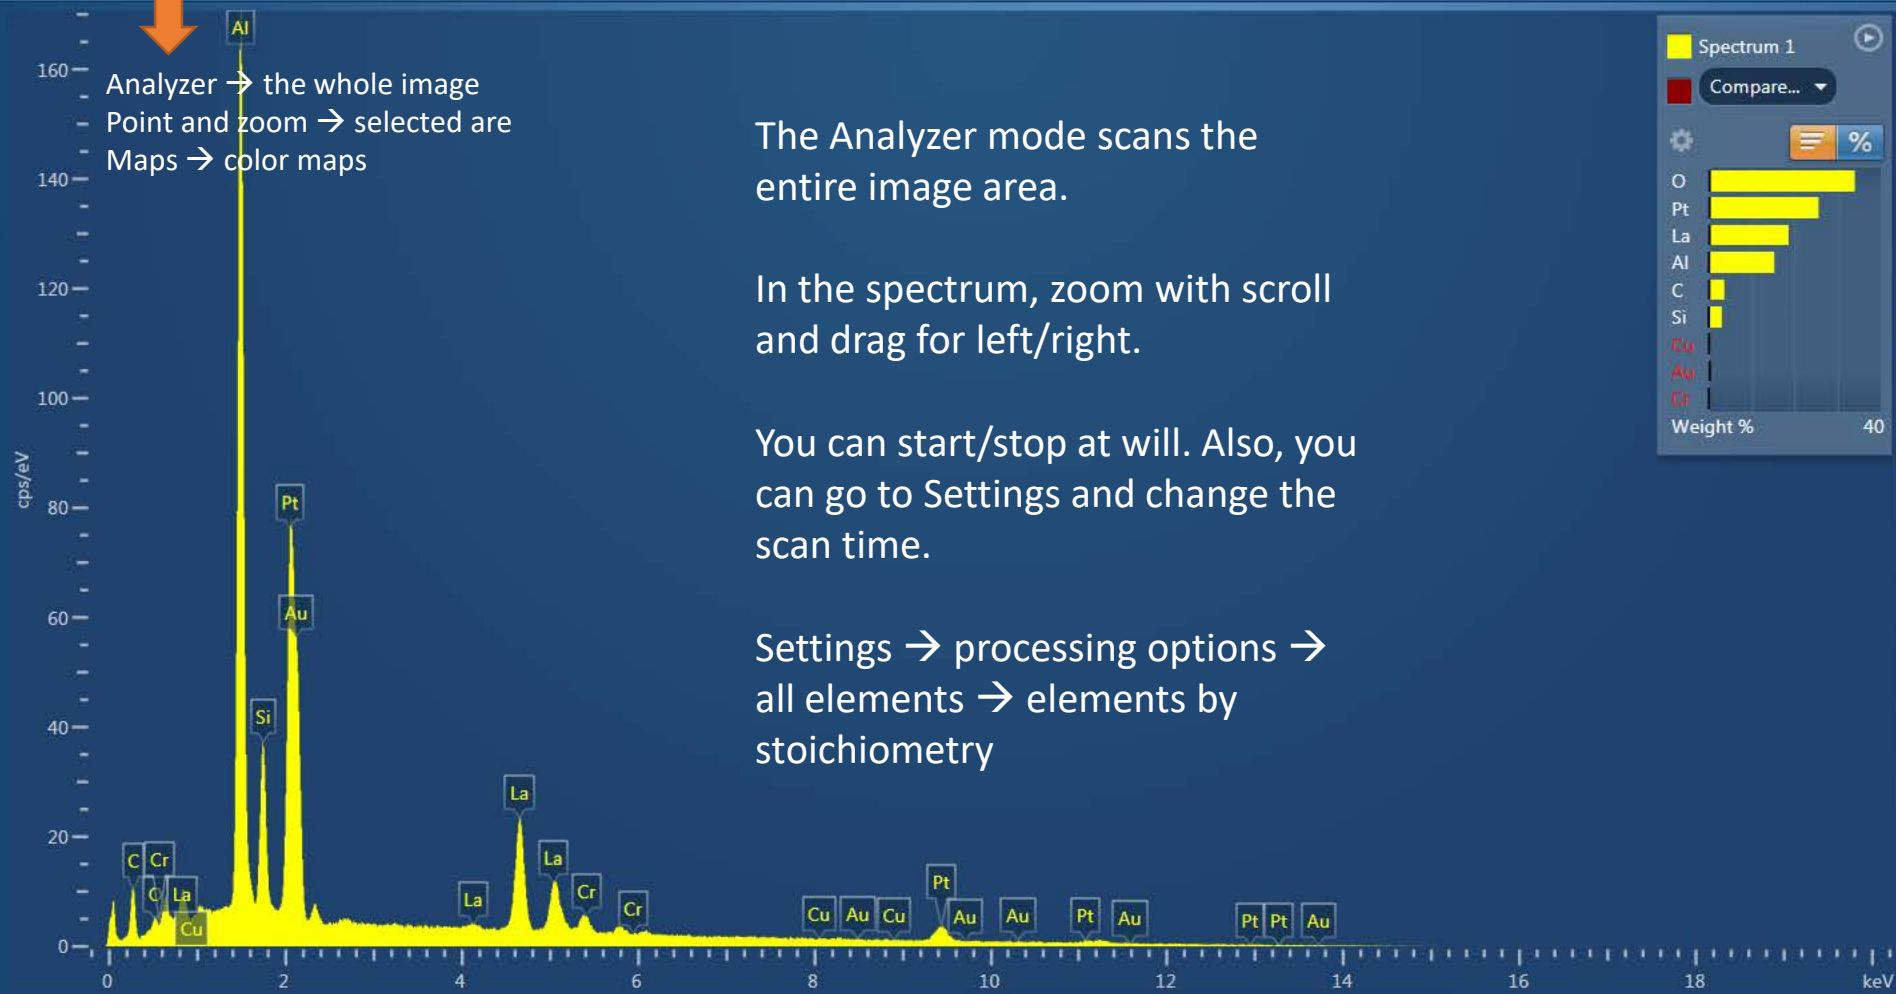 Al
160
Analyzer → the whole image
Point and zoom → selected are
Maps → color maps
140
120
100
cps/eV
80
Pt
60
Au
Si
40
La
20
C Cr
O La
Cu
La
La
Cr
Cr
Cu Au Cu
Pt
Au
Au
Pt
Au
Pt Pt Au
0
0 2 4 6 8 10 12 14 16 18 keV
The Analyzer mode scans the
entire image area.
In the spectrum, zoom with scroll
and drag for left/right.
You can start/stop at will. Also, you
can go to Settings and change the
scan time.
Settings → processing options →
all elements → elements by
stoichiometry
Spectrum 1
Compare...
%
O
Pt
La
Al
C
Si
Cu
Au
Cr
Weight % 40